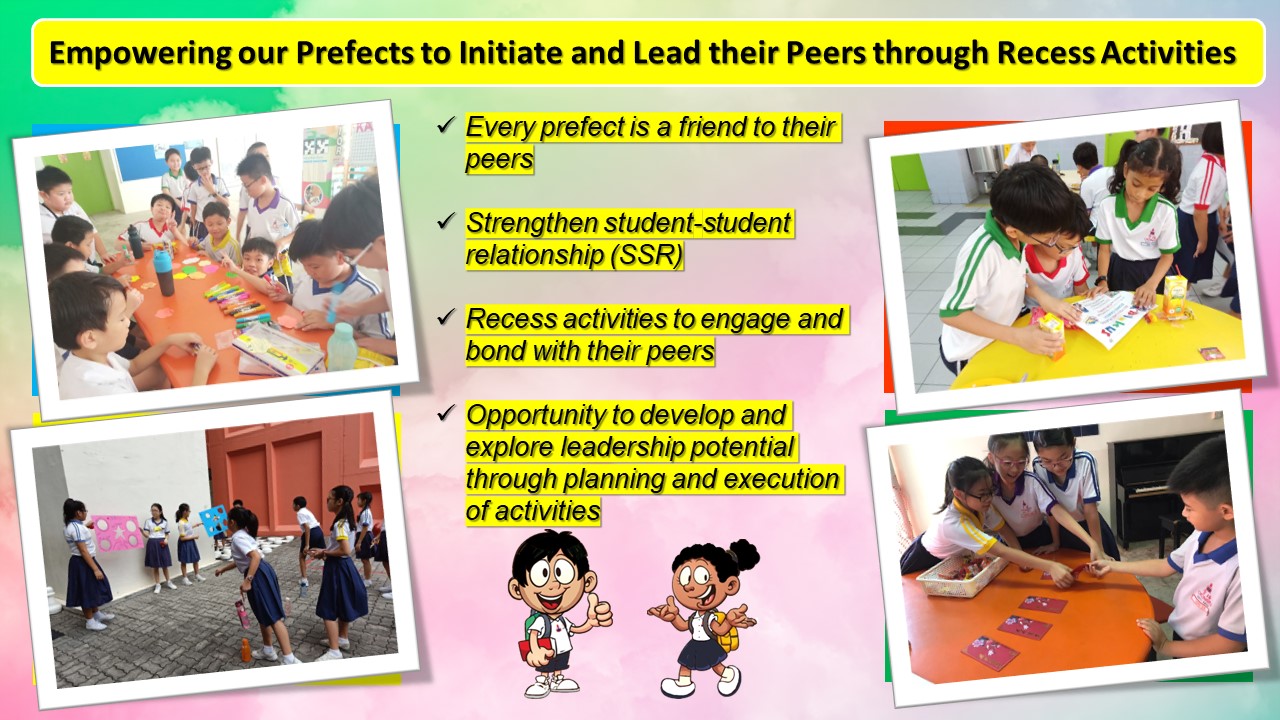 Empowering our Prefects to Initiate and Lead their Peers through Recess Activities
✓ Every prefect is a friend to their
peers
✓ Strengthen student-student
relationship (SSR)
✓ Recess activities to engage and
bond with their peers
✓ Opportunity to develop and
explore leadership potential
through planning and execution
of activities